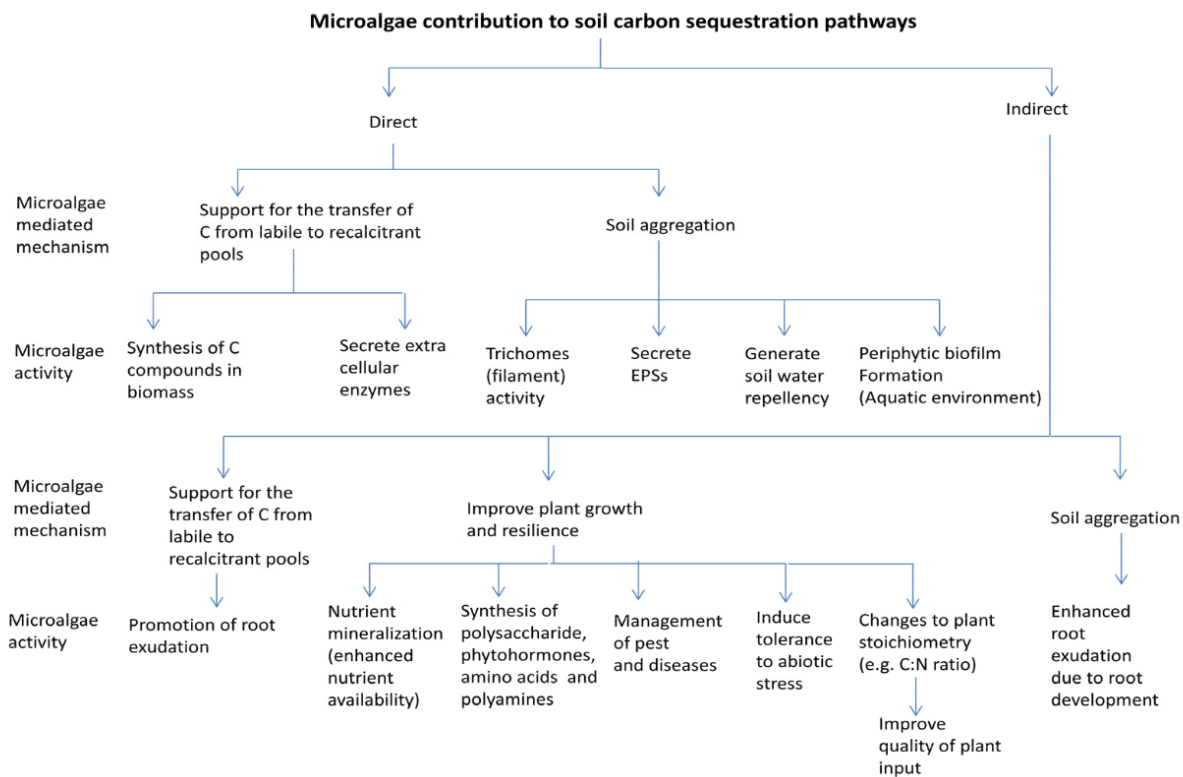 Microalgae contribution to soil carbon sequestration pathways
Direct
Indirect
Microalgae
mediated
mechanism
Support for the transfer of
C from labile to recalcitrant
pools
Soil aggregation
Microalgae
activity
Synthesis of C
compounds in
biomass
Secrete extra
cellular
enzymes
Trichomes
(filament)
activity
Secrete
EPSs
Generate
soil water
repellency
Periphytic biofilm
Formation
(Aquatic environment)
Microalgae
mediated
mechanism
Support for the
transfer of C from
labile to
recalcitrant pools
Improve plant growth
and resilience
Soil aggregation
Microalgae
activity
Promotion of root
exudation
Nutrient
mineralization
(enhanced
nutrient
availability)
Synthesis of
polysaccharide,
phytohormones,
amino acids and
polyamines
Management
of pest
and diseases
Induce
tolerance
to abiotic
stress
Changes to plant
stoichiometry
(e.g. C:N ratio)
Improve
quality of plant
input
Enhanced
root
exudation
due to root
development